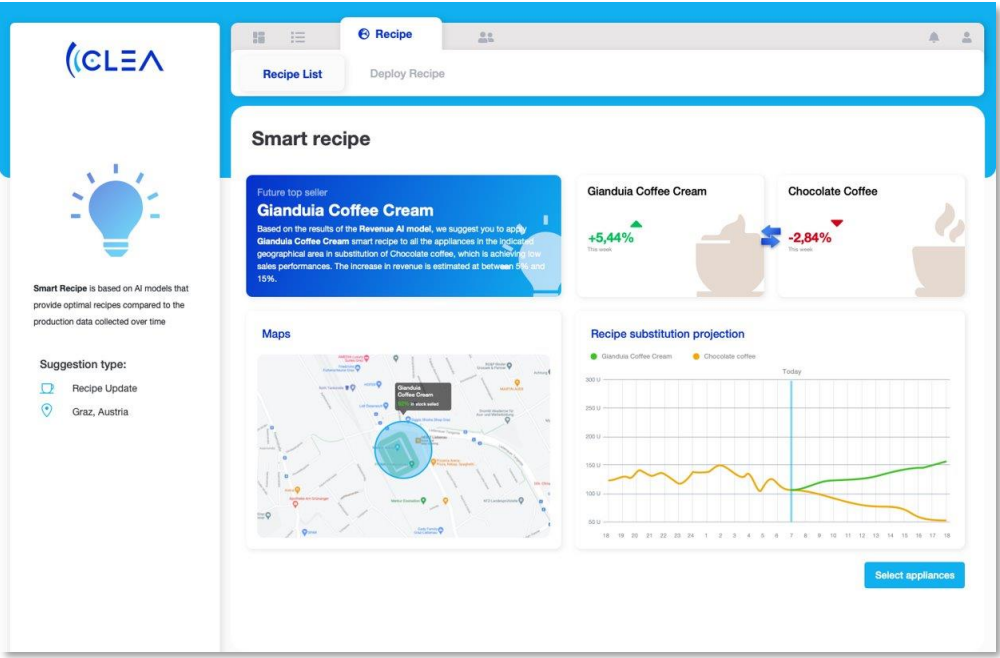 CLEA
Recipe
Recipe List
Deploy Recipe
Smart recipe
Smart Recipe is based on AI models that
provide optimal recipes compared to the
production data collected over time
Suggestion type:
Recipe Update
Graz, Austria
Future top seller
Gianduia Coffee Cream
Based on the results of the Revenue AI model, we suggest you to apply
Gianduia Coffee Cream smart recipe to all the appliances in the indicated
geographical area in substitution of Chocolate coffee, which is achieving low
sales performances. The increase in revenue is estimated at between 5% and
15%.
Gianduia Coffee Cream
+5,44%
This week
Chocolate Coffee
-2,84%
This week
Maps
Gianduia
Coffee Cream
in stock
Recipe substitution projection
Gianduia Coffee Cream
Chocolate coffee
Today
300 U
250 U
200 U
150 U
100 U
50 U
18 19 20 21 22 23 24 1 2 3 4 5 6 7 8 9 10 11 12 13 14 15 16 17 18
Select appliances